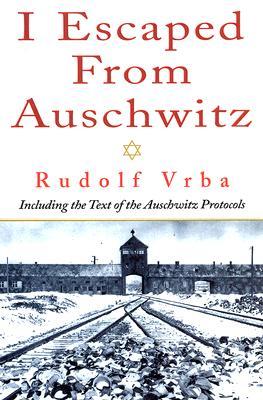 I Escaped
From
Auschwitz
Rudolf Vrba
Including the Text of the Auschwitz Protocols